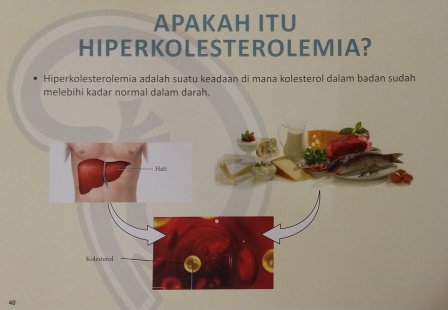 APAKAH ITU
HIPERKOLESTEROLEMIA?
• Hiperkolesterolemia adalah suatu keadaan di mana kolesterol dalam badan sudah
melebihi kadar normal dalam darah.
Hati
Kolesterol
40